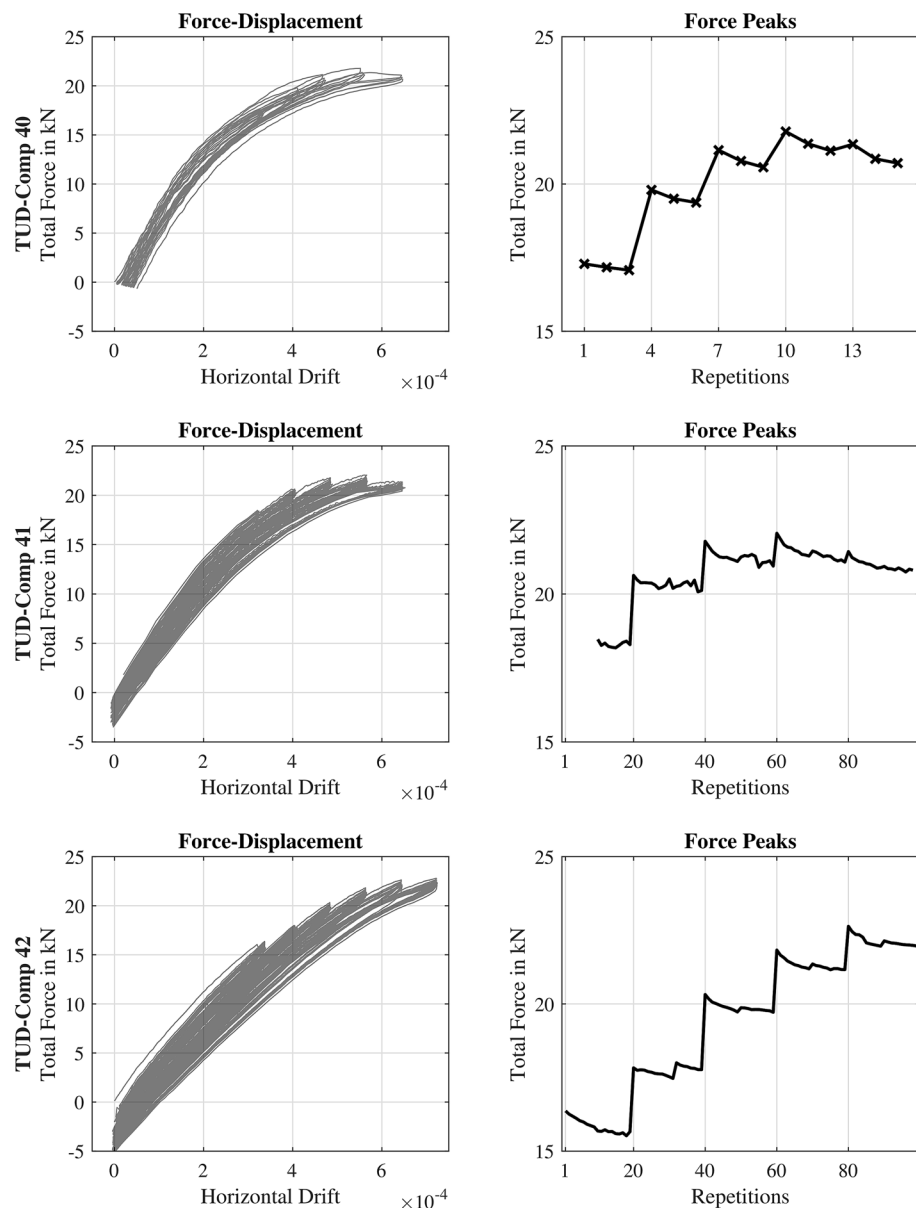 Force-Displacement
Force Peaks
TUD-Comp 40
Total Force in kN
25
20
15
10
5
0
-5
0 2 4 6
Horizontal Drift
×10-4
Total Force in kN
25
20
15
1 4 7 10 13
Repetitions
Force-Displacement
Force Peaks
TUD-Comp 41
Total Force in kN
25
20
15
10
5
0
-5
0 2 4 6
Horizontal Drift
×10-4
Total Force in kN
25
20
15
1 20 40 60 80
Repetitions
Force-Displacement
Force Peaks
TUD-Comp 42
Total Force in kN
25
20
15
10
5
0
-5
0 2 4 6
Horizontal Drift
×10-4
Total Force in kN
25
20
15
1 20 40 60 80
Repetitions